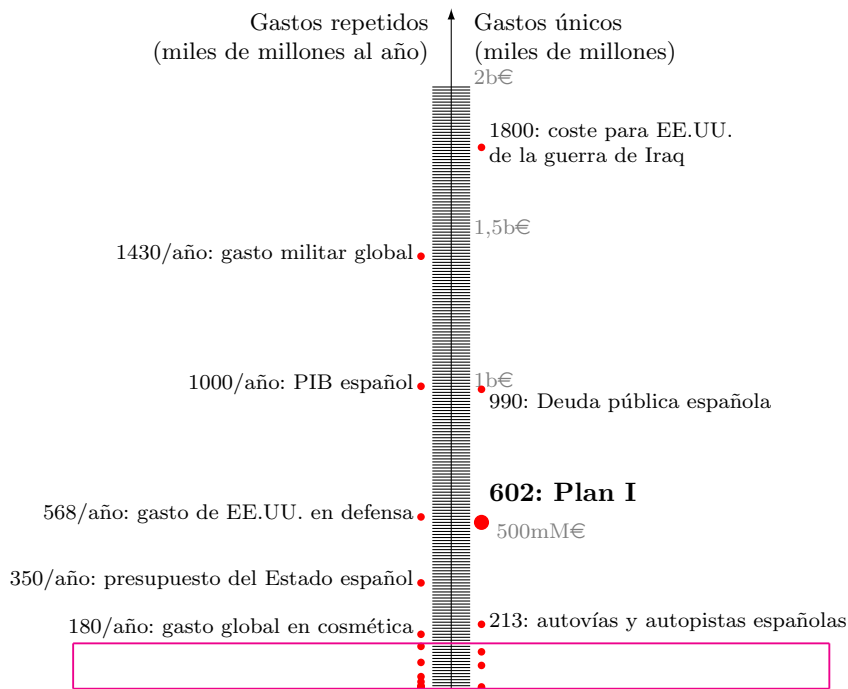 Gastos repetidos
(miles de millones al año)
Gastos únicos
(miles de millones)
2b€
1800: coste para EE.UU.
de la guerra de Iraq
1,5b€
1430/año: gasto militar global
1b€
1000/año: PIB español
990: Deuda pública española
602: Plan I
568/año: gasto de EE.UU. en defensa
500mM€
350/año: presupuesto del Estado español
213: autovías y autopistas españolas
180/año: gasto global en cosmética